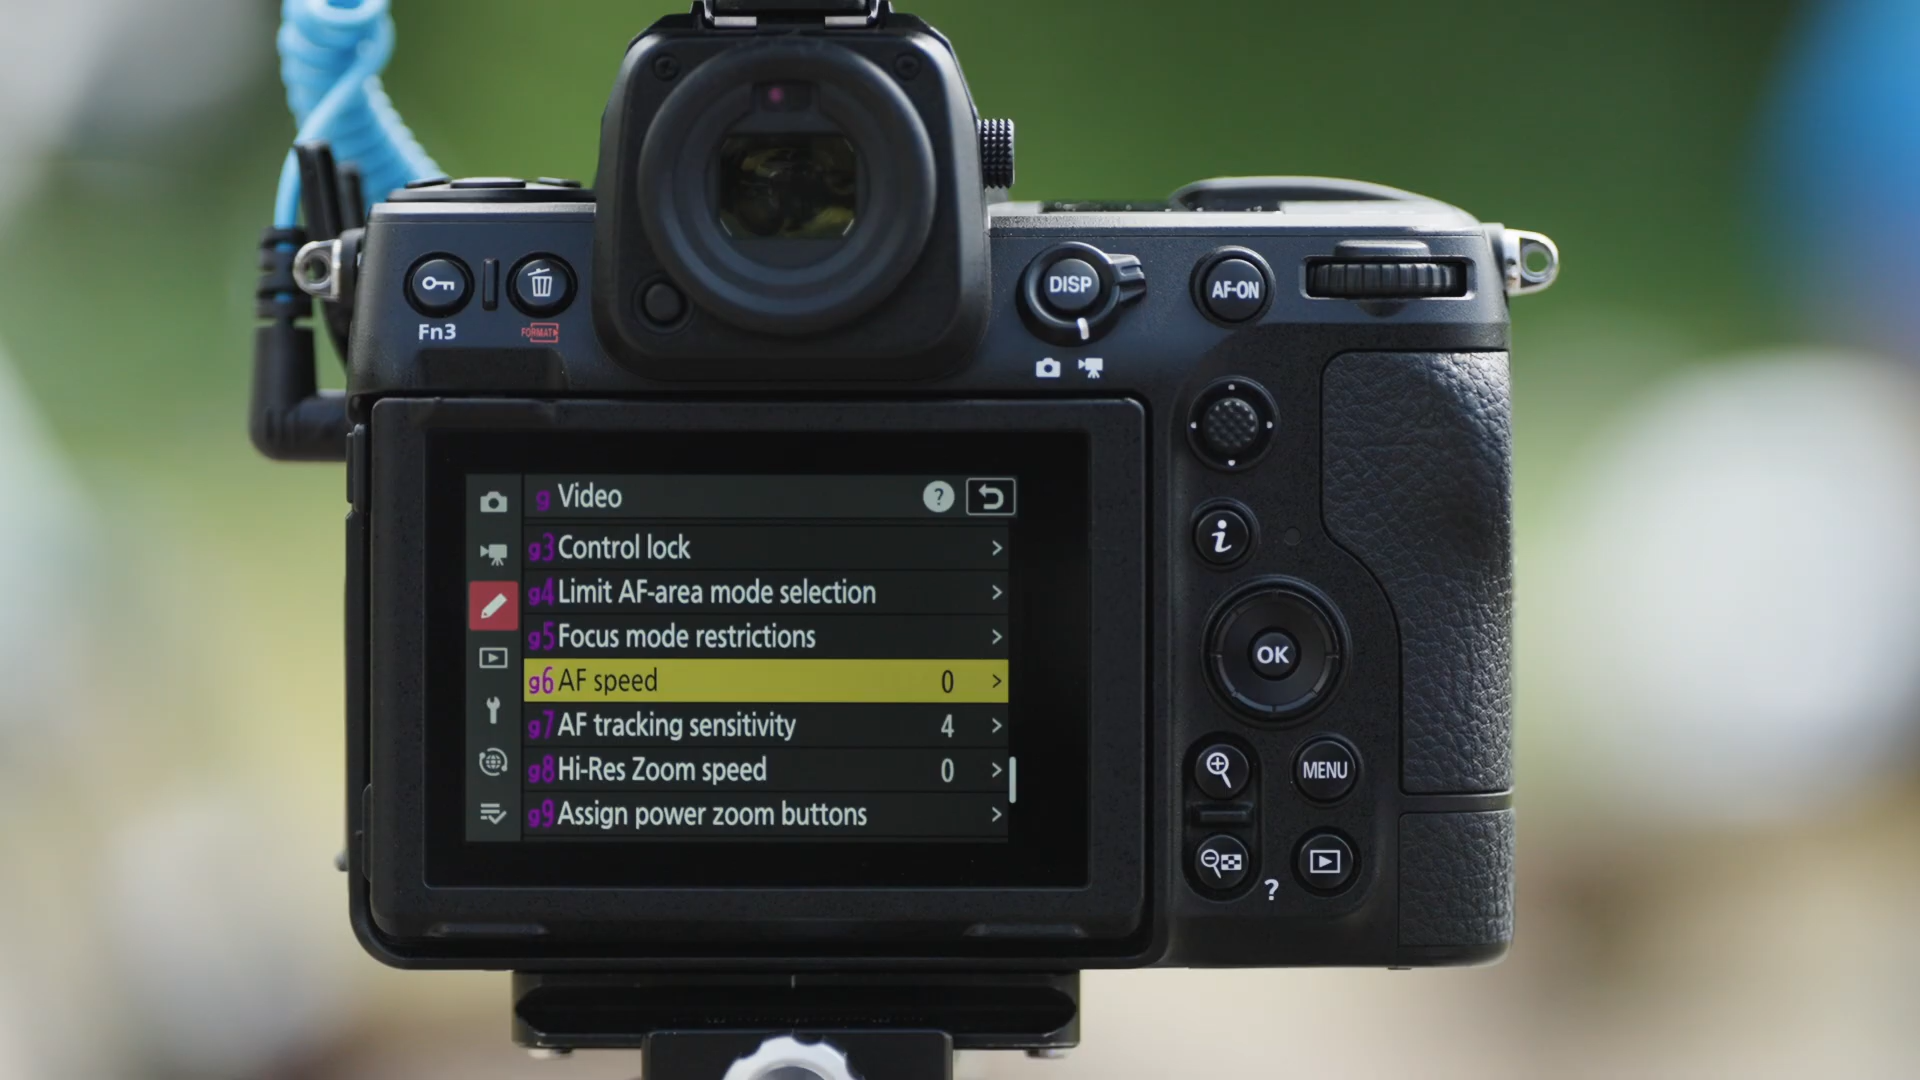 Fn3
FORMAT
DISP
AF-ON
g Video ?
g3 Control lock >
g4 Limit AF-area mode selection >
g5 Focus mode restrictions >
g6 AF speed 0 >
g7 AF tracking sensitivity 4 >
g8 Hi-Res Zoom speed 0 >
g9 Assign power zoom buttons >
i
OK
MENU
?